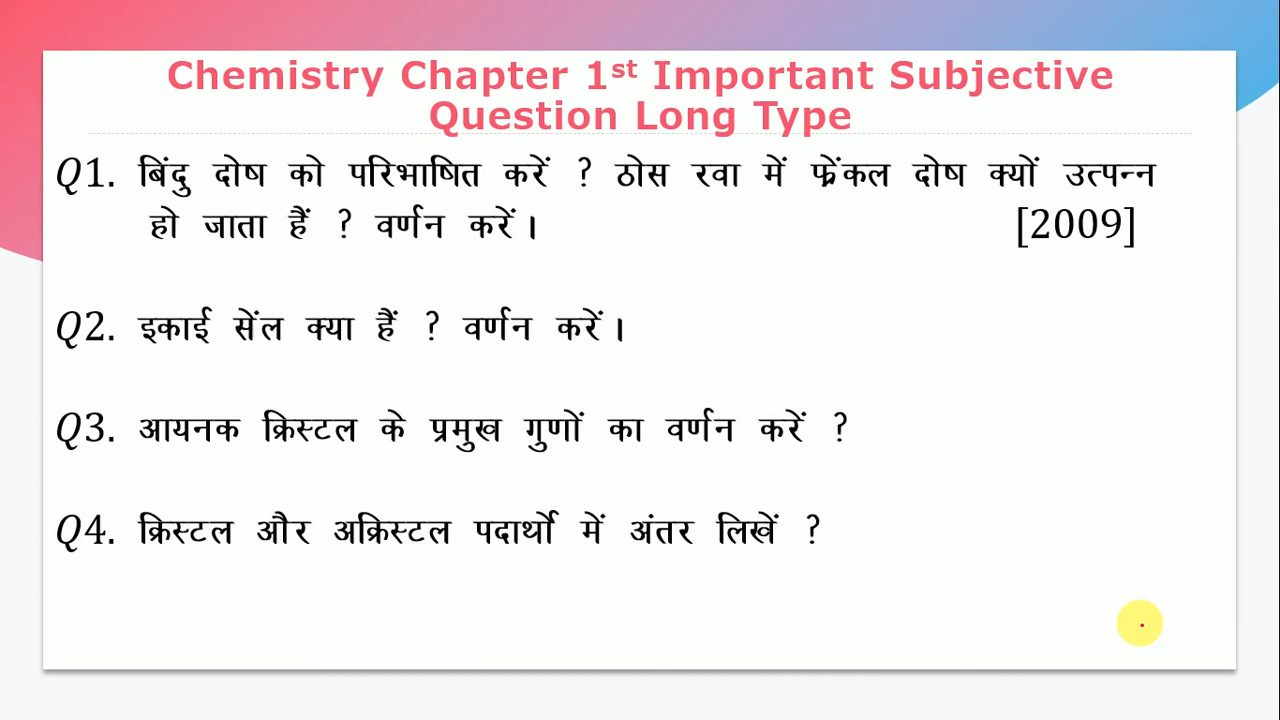 Chemistry Chapter 1st Important Subjective
Question Long Type
Q1. बिंदु दोष को परिभाषित करें ? ठोस रवा में फ्रेंकल दोष क्यों उत्पन्न
हो जाता हैं ? वर्णन करें। [2009]
Q2. इकाई सेंल क्या हैं ? वर्णन करें।
Q3. आयनक क्रिस्टल के प्रमुख गुणों का वर्णन करें ?
Q4. क्रिस्टल और अक्रिस्टल पदार्थों में अंतर लिखें ?